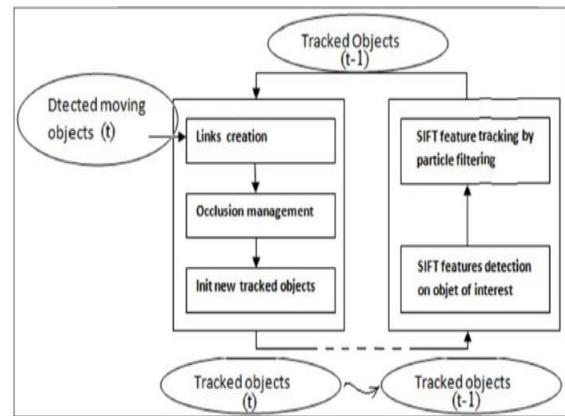 Tracked Objects
(t-1)
Dtected moving
objects (t)
Links creation
Occlusion management
Init new tracked objects
SIFT feature tracking by
particle filtering
SIFT features detection
on objet of interest
Tracked objects
(t)
Tracked objects
(t-1)